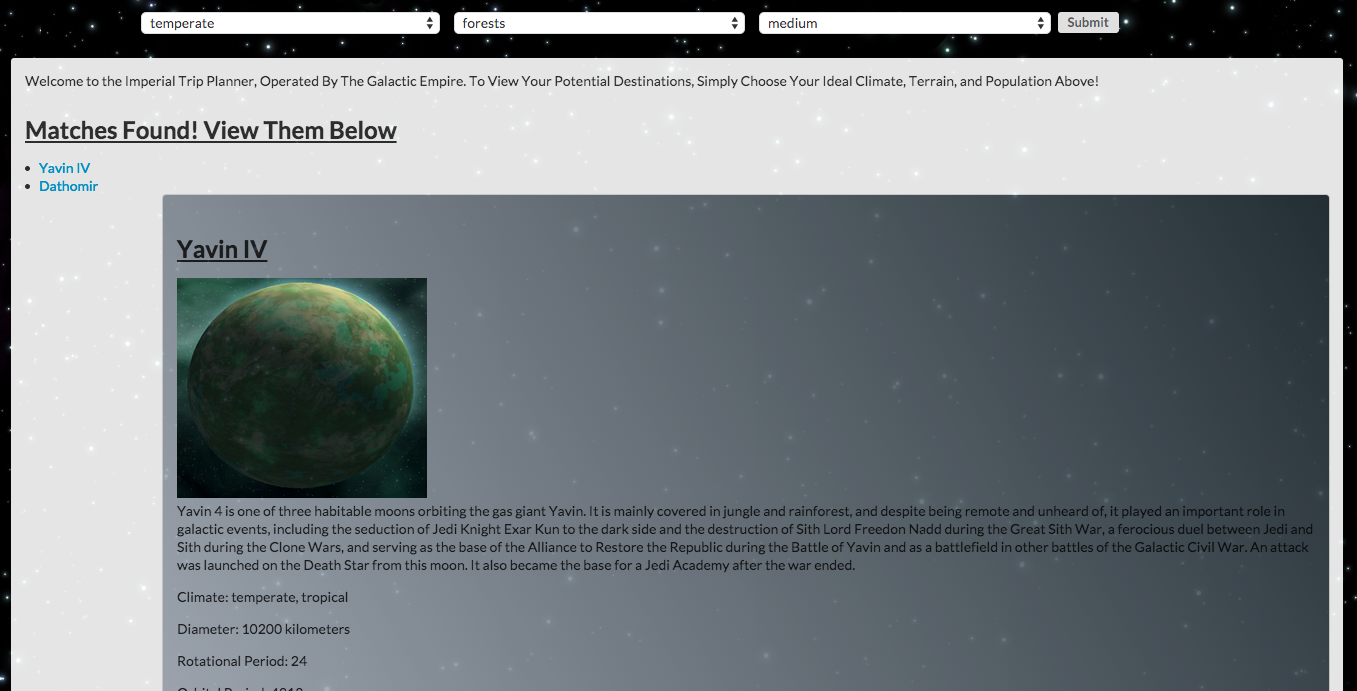 temperate forests medium Submit
Welcome to the Imperial Trip Planner, Operated By The Galactic Empire. To View Your Potential Destinations, Simply Choose Your Ideal Climate, Terrain, and Population Above!
Matches Found! View Them Below
Yavin IV
Dathomir
Yavin IV
Yavin 4 is one of three habitable moons orbiting the gas giant Yavin. It is mainly covered in jungle and rainforest, and despite being remote and unheard of, it played an important role in
galactic events, including the seduction of Jedi Knight Exar Kun to the dark side and the destruction of Sith Lord Freedon Nadd during the Great Sith War, a ferocious duel between Jedi and
Sith during the Clone Wars, and serving as the base of the Alliance to Restore the Republic during the Battle of Yavin and as a battlefield in other battles of the Galactic Civil War. An attack
was launched on the Death Star from this moon. It also became the base for a Jedi Academy after the war ended.
Climate: temperate, tropical
Diameter: 10200 kilometers
Rotational Period: 24